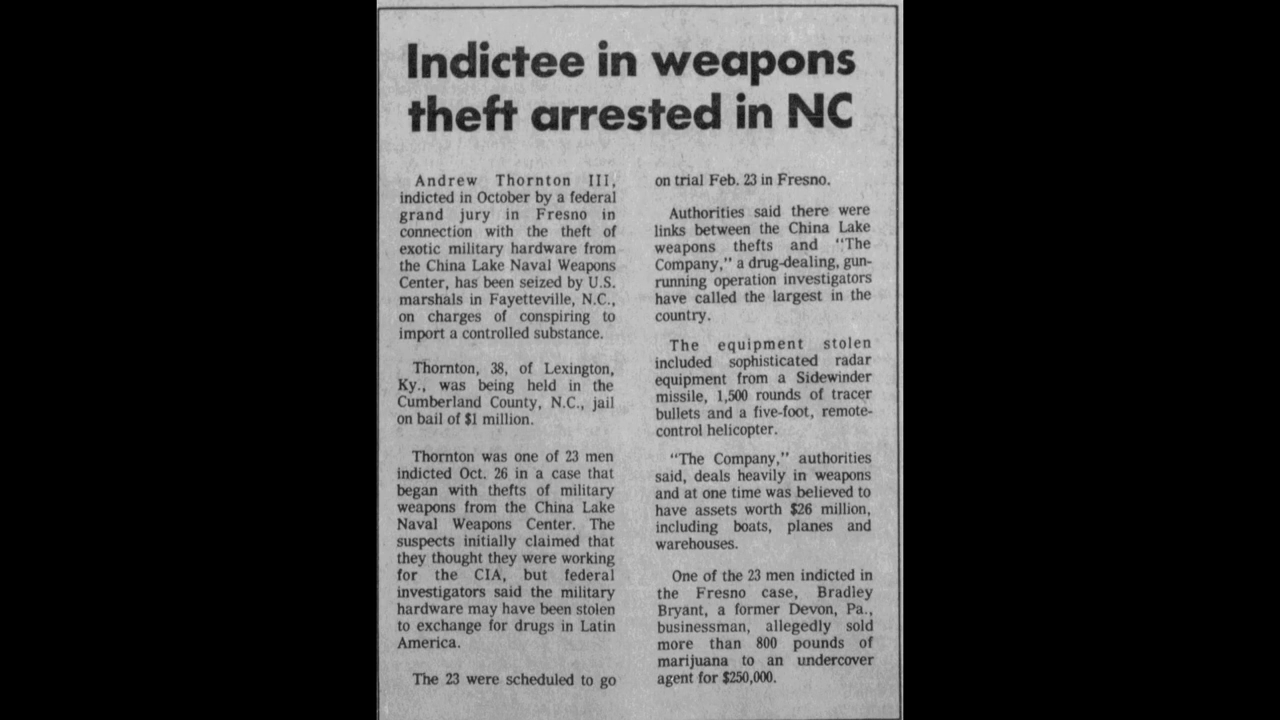 Indictee in weapons
theft arrested in NC
Andrew Thornton III,
indicted in October by a federal
grand jury in Fresno in
connection with the theft of
exotic military hardware from
the China Lake Naval Weapons
Center, has been seized by U.S.
marshals in Fayetteville, N.C.,
on charges of conspiring to
import a controlled substance.
Thornton, 38, of Lexington,
Ky., was being held in the
Cumberland County, N.C., jail
on bail of $1 million.
Thornton was one of 23 men
indicted Oct. 26 in a case that
began with thefts of military
weapons from the China Lake
Naval Weapons Center. The
suspects initially claimed that
they thought they were working
for the CIA, but federal
investigators said the military
hardware may have been stolen
to exchange for drugs in Latin
America.
The 23 were scheduled to go
on trial Feb. 23 in Fresno.
Authorities said there were
links between the China Lake
weapons thefts and "The
Company," a drug-dealing, gun-
running operation investigators
have called the largest in the
country.
The equipment stolen
included sophisticated radar
equipment from a Sidewinder
missile, 1,500 rounds of tracer
bullets and a five-foot, remote-
control helicopter.
"The Company," authorities
said, deals heavily in weapons
and at one time was believed to
have assets worth $26 million,
including boats, planes and
warehouses.
One of the 23 men indicted in
the Fresno case, Bradley
Bryant, a former Devon, Pa.,
businessman, allegedly sold
more than 800 pounds of
marijuana to an undercover
agent for $250,000.